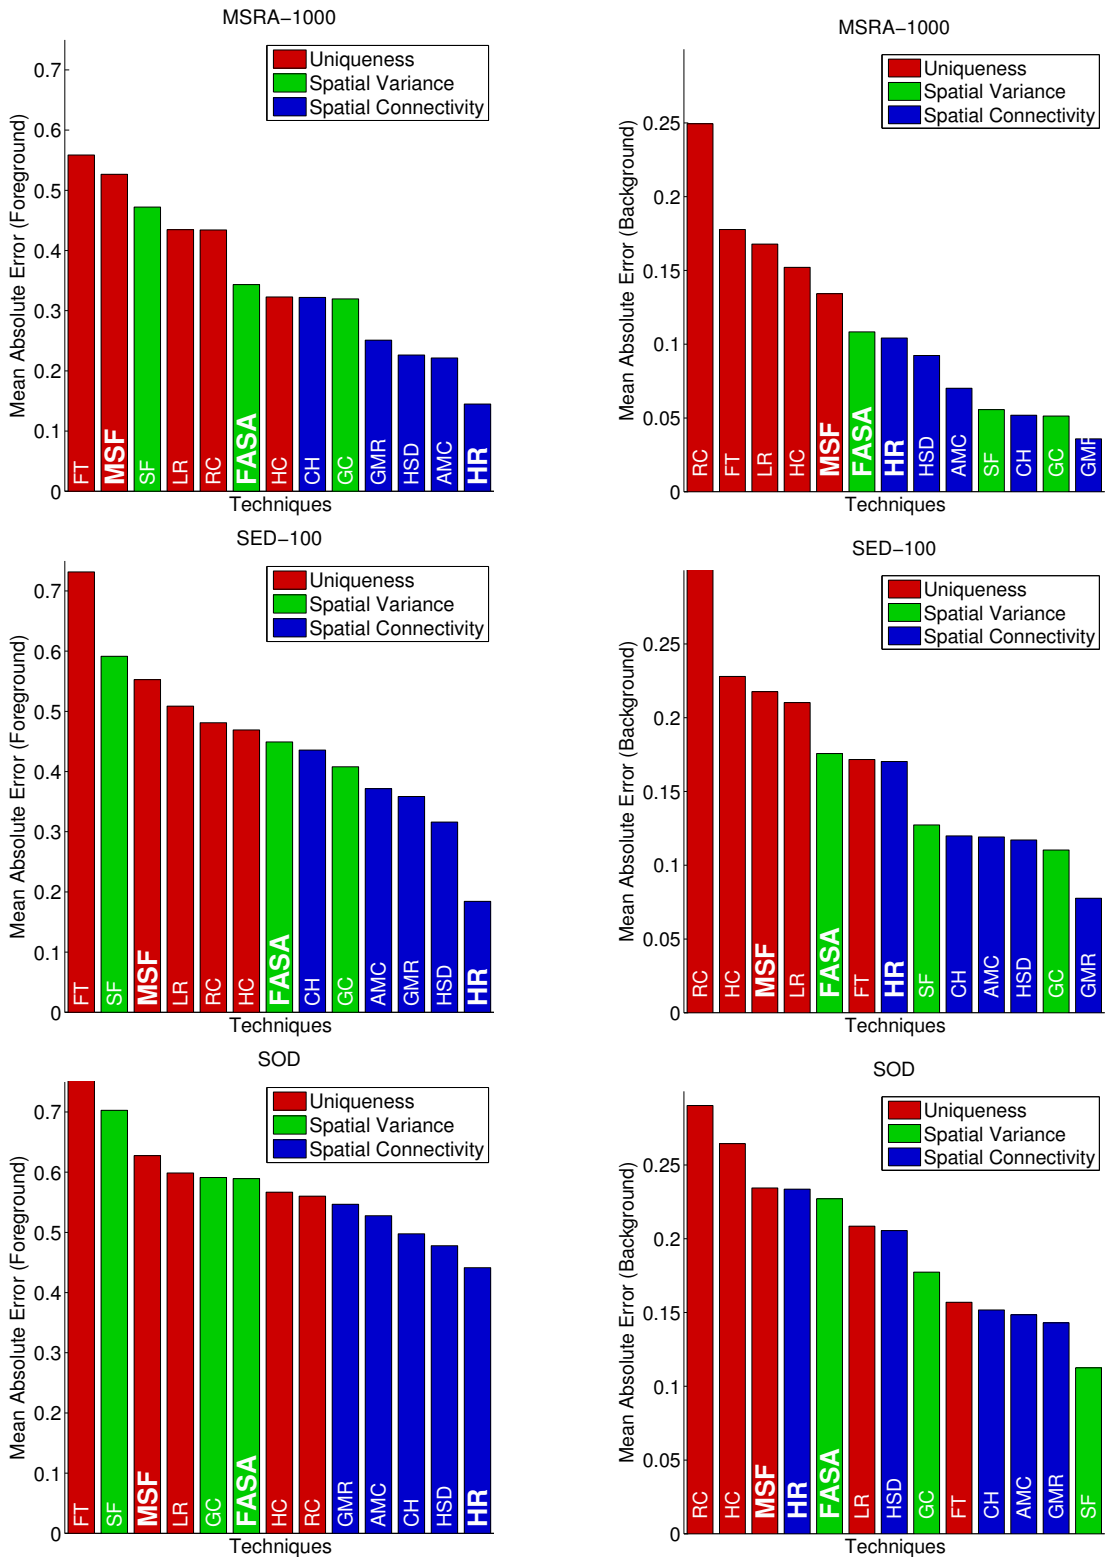 MSRA−1000
Mean Absolute Error (Foreground)
0.7
0.6
0.5
0.4
0.3
0.2
0.1
0
Uniqueness
Spatial Variance
Spatial Connectivity
FT MSF SF LR RC FASA HC CH GC GMR HSD AMC HR
Techniques
MSRA−1000
Mean Absolute Error (Background)
0.25
0.2
0.15
0.1
0.05
0
Uniqueness
Spatial Variance
Spatial Connectivity
RC FT LR HC MSF FASA HR HSD AMC SF CH GC GMR
Techniques
SED−100
Mean Absolute Error (Foreground)
0.7
0.6
0.5
0.4
0.3
0.2
0.1
0
Uniqueness
Spatial Variance
Spatial Connectivity
FT SF MSF LR RC HC FASA CH GC AMC GMR HSD HR
Techniques
SED−100
Mean Absolute Error (Background)
0.25
0.2
0.15
0.1
0.05
0
Uniqueness
Spatial Variance
Spatial Connectivity
RC HC MSF LR FASA FT HR SF CH AMC HSD GC GMR
Techniques
SOD
Mean Absolute Error (Foreground)
0.7
0.6
0.5
0.4
0.3
0.2
0.1
0
Uniqueness
Spatial Variance
Spatial Connectivity
FT SF MSF LR GC FASA HC RC GMR AMC CH HSD HR
Techniques
SOD
Mean Absolute Error (Background)
0.25
0.2
0.15
0.1
0.05
0
Uniqueness
Spatial Variance
Spatial Connectivity
RC HC MSF HR FASA LR HSD GC FT CH AMC GMR SF
Techniques